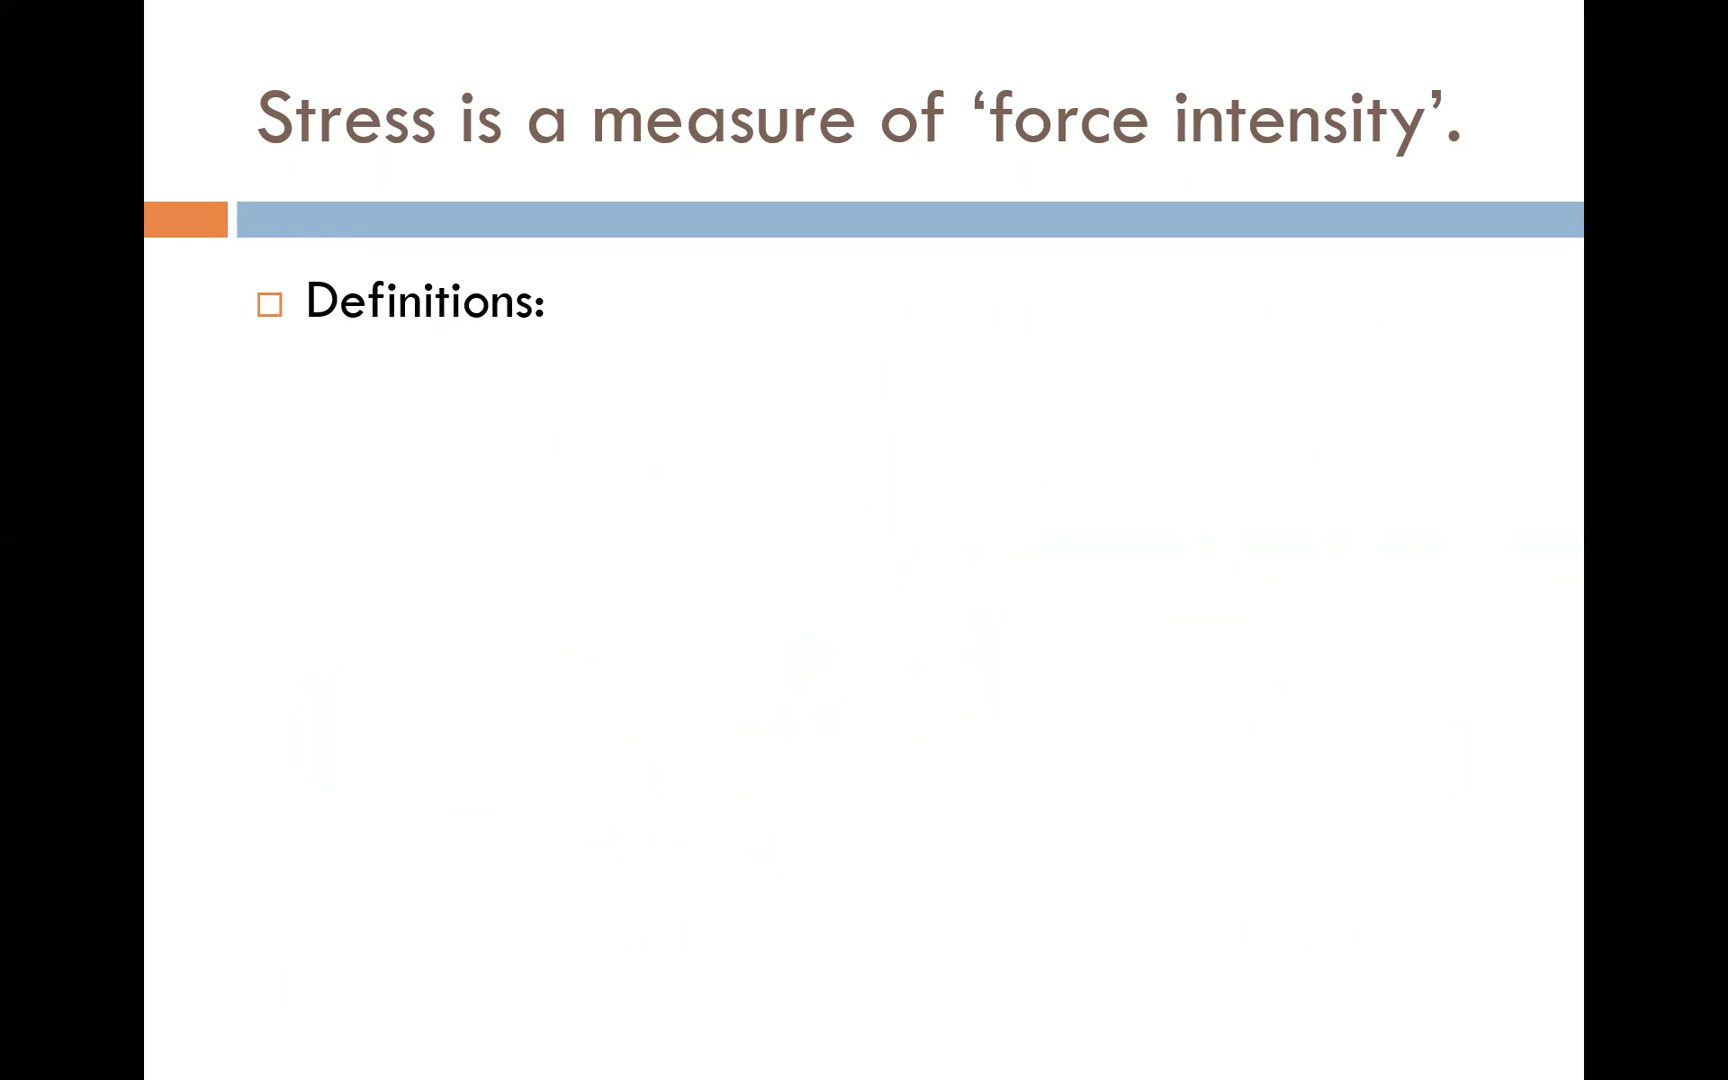 Stress is a measure of ‘force intensity’.
Definitions: